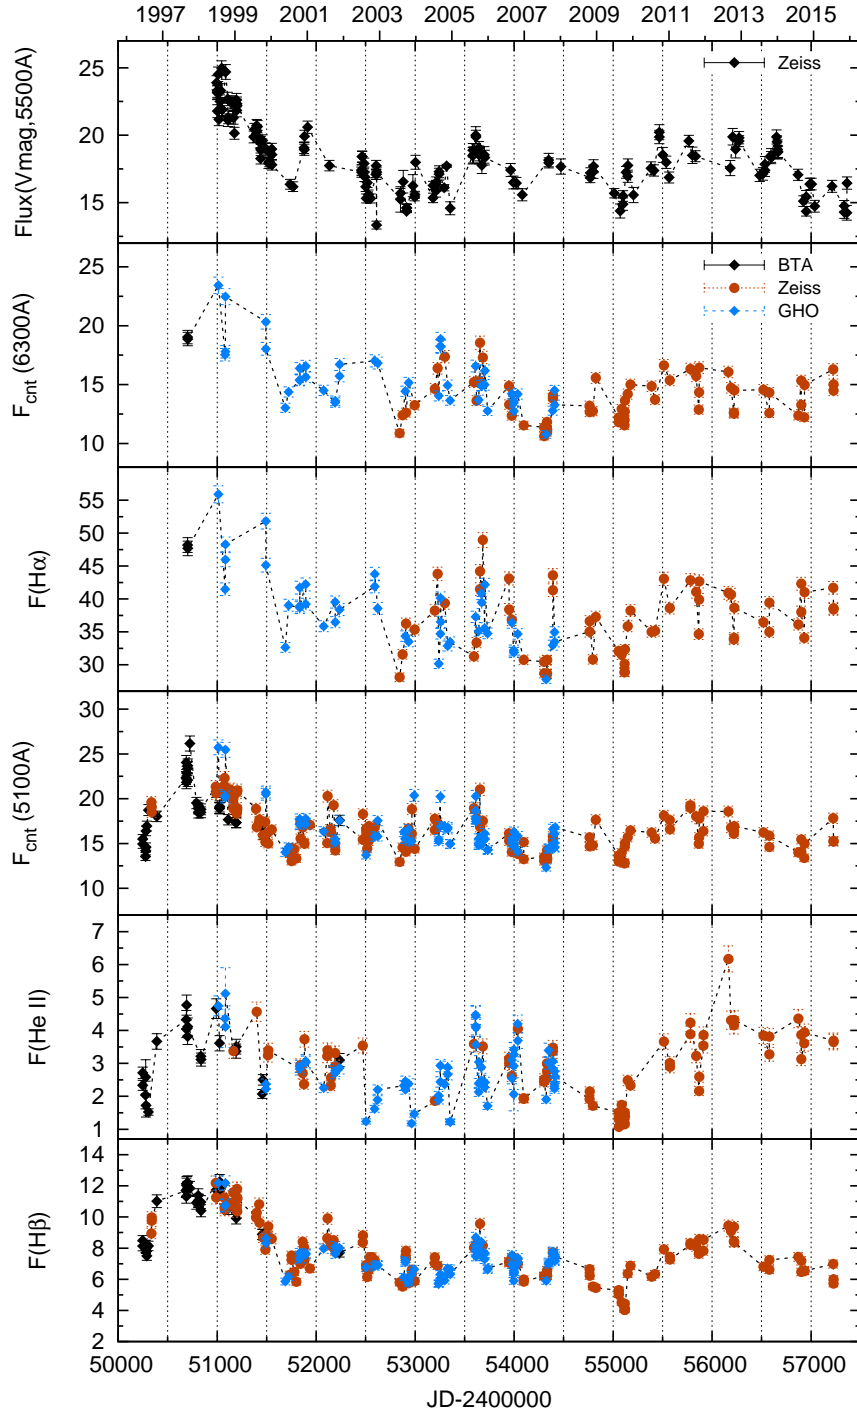 1997 1999 2001 2003 2005 2007 2009 2011 2013 2015
Flux(Vmag,5500A)
25
20
15
Zeiss
F_cnt (6300A)
25
20
15
10
BTA
Zeiss
GHO
F(Hα)
55
50
45
40
35
30
F_cnt (5100A)
30
25
20
15
10
F(He II)
7
6
5
4
3
2
1
F(Hβ)
14
12
10
8
6
4
2
50000 51000 52000 53000 54000 55000 56000 57000
JD-2400000